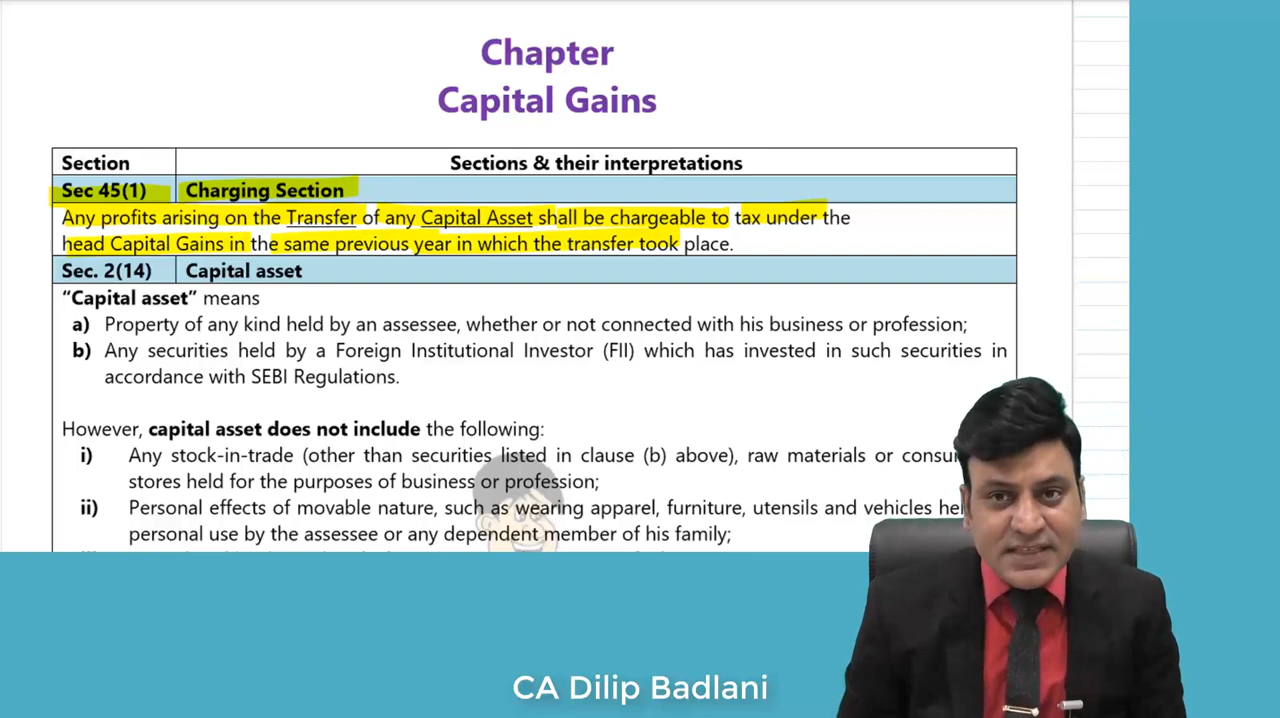 Chapter
Capital Gains
Section Sections & their interpretations
Sec 45(1) Charging Section
Any profits arising on the Transfer of any Capital Asset shall be chargeable to tax under the
head Capital Gains in the same previous year in which the transfer took place.
Sec. 2(14) Capital asset
“Capital asset” means
a) Property of any kind held by an assessee, whether or not connected with his business or profession;
b) Any securities held by a Foreign Institutional Investor (FII) which has invested in such securities in
accordance with SEBI Regulations.
However, capital asset does not include the following:
i) Any stock-in-trade (other than securities listed in clause (b) above), raw materials or
stores held for the purposes of business or profession;
ii) Personal effects of movable nature, such as wearing apparel, furniture, utensils and vehicles
personal use by the assessee or any dependent member of his family;
CA Dilip Badlani